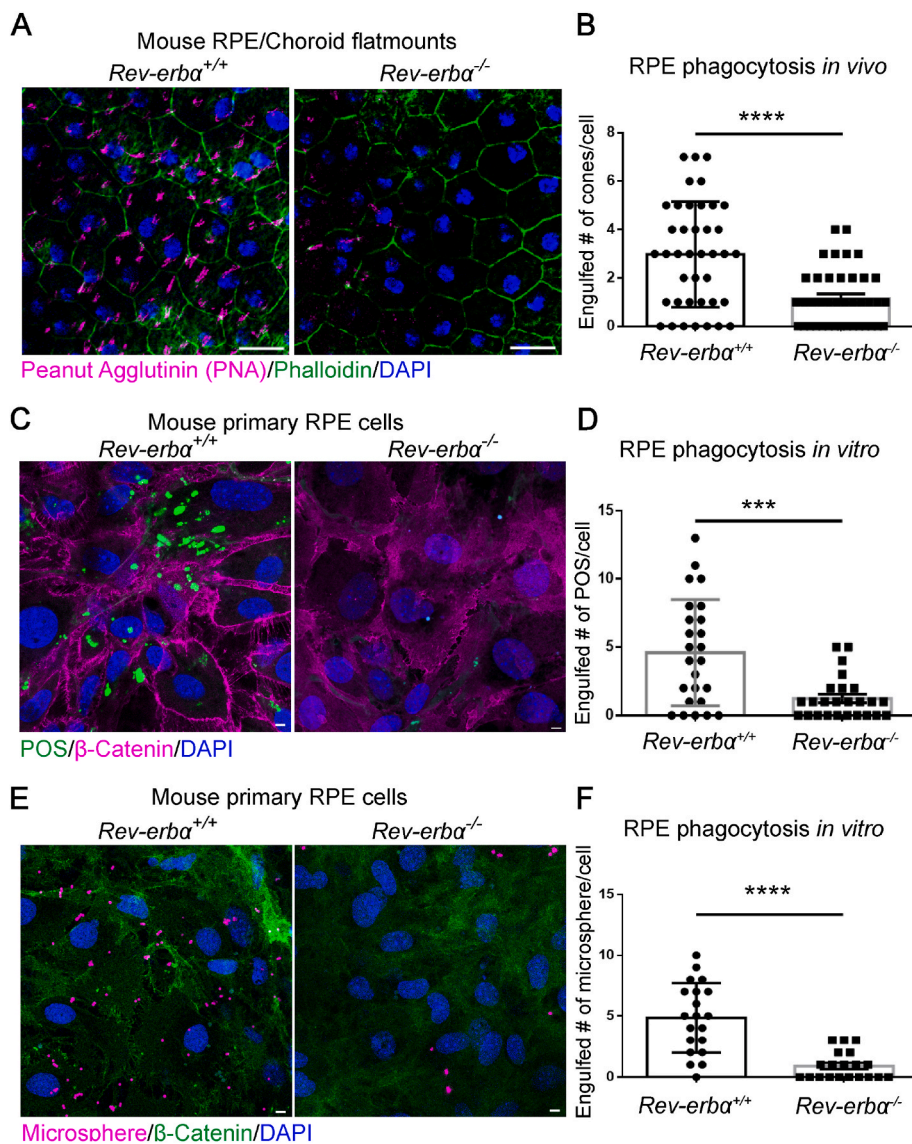 A
Mouse RPE/Choroid flatmounts
Rev-erbα+/+ Rev-erbα-/-
Peanut Agglutinin (PNA)/Phalloidin/DAPI
B
RPE phagocytosis in vivo
****
Engulfed # of cones/cell
8
6
4
2
0
Rev-erbα+/+ Rev-erbα-/-
C
Mouse primary RPE cells
Rev-erbα+/+ Rev-erbα-/-
POS/β-Catenin/DAPI
D
RPE phagocytosis in vitro
***
Engulfed # of POS/cell
15
10
5
0
Rev-erbα+/+ Rev-erbα-/-
E
Mouse primary RPE cells
Rev-erbα+/+ Rev-erbα-/-
Microsphere/β-Catenin/DAPI
F
RPE phagocytosis in vitro
****
Engulfed # of microsphere/cell
15
10
5
0
Rev-erbα+/+ Rev-erbα-/-